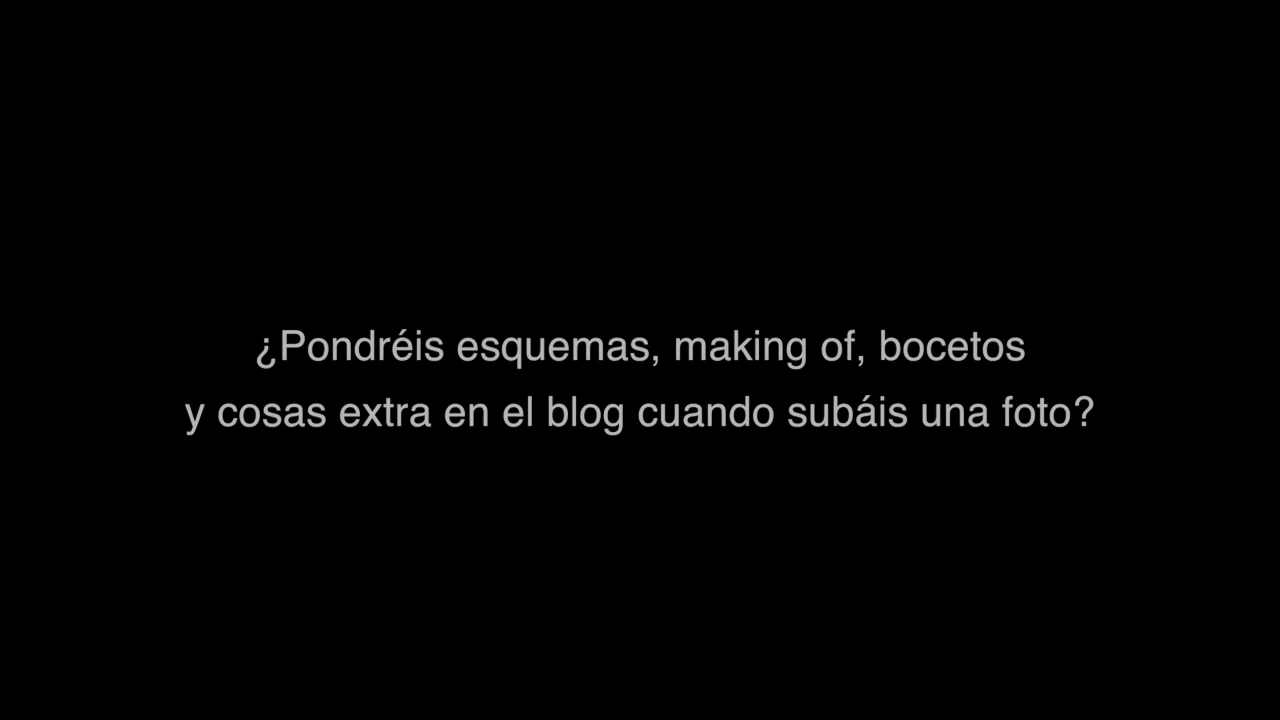 ¿Pondréis esquemas, making of, bocetos
y cosas extra en el blog cuando subáis una foto?